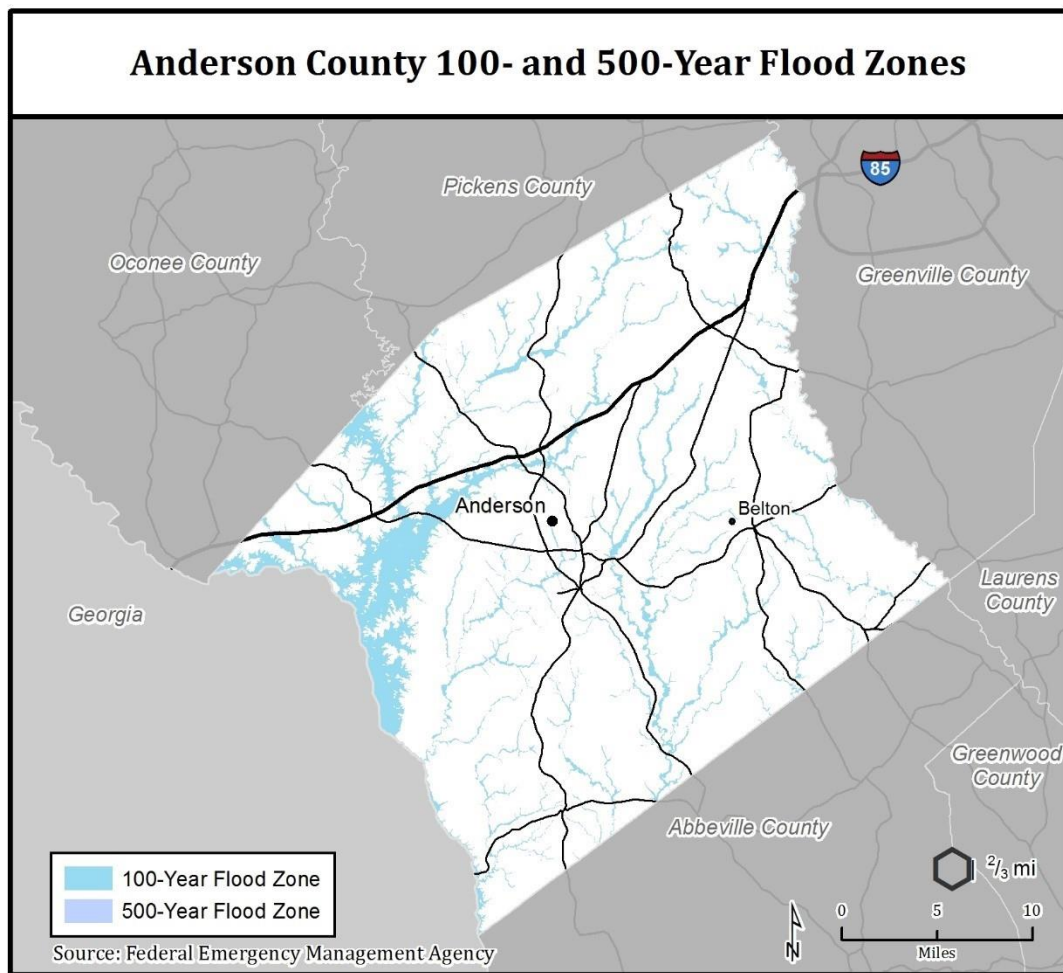 Anderson County 100- and 500-Year Flood Zones
85
Pickens County
Oconee County
Greenville County
Anderson
Belton
Georgia
Laurens
County
Greenwood
County
Abbeville County
100-Year Flood Zone
500-Year Flood Zone
Source: Federal Emergency Management Agency
2/3 mi
N
0 5 10
Miles